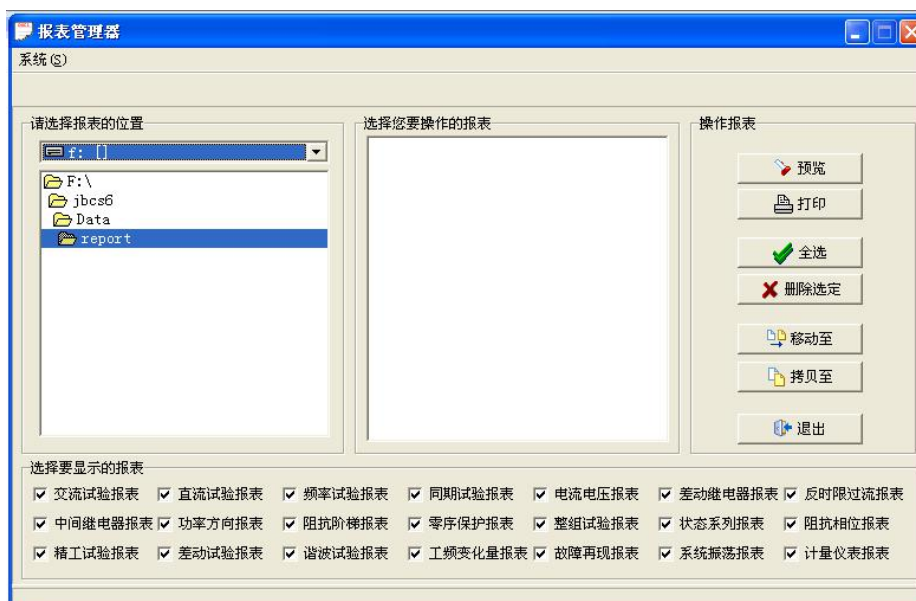 报表管理器
系统(S)
请选择报表的位置
选择您要操作的报表
操作报表
f: []
F:\
jbcs6
Data
report
预览
打印
全选
删除选定
移动至
拷贝至
退出
选择要显示的报表
交流试验报表 直流试验报表 频率试验报表 同期试验报表 电流电压报表 差动继电器报表 反时限过流报表
中间继电器报表 功率方向报表 阻抗阶梯报表 零序保护报表 整组试验报表 状态系列报表 阻抗相位报表
精工试验报表 差动试验报表 谐波试验报表 工频变化量报表 故障再现报表 系统振荡报表 计量仪表报表